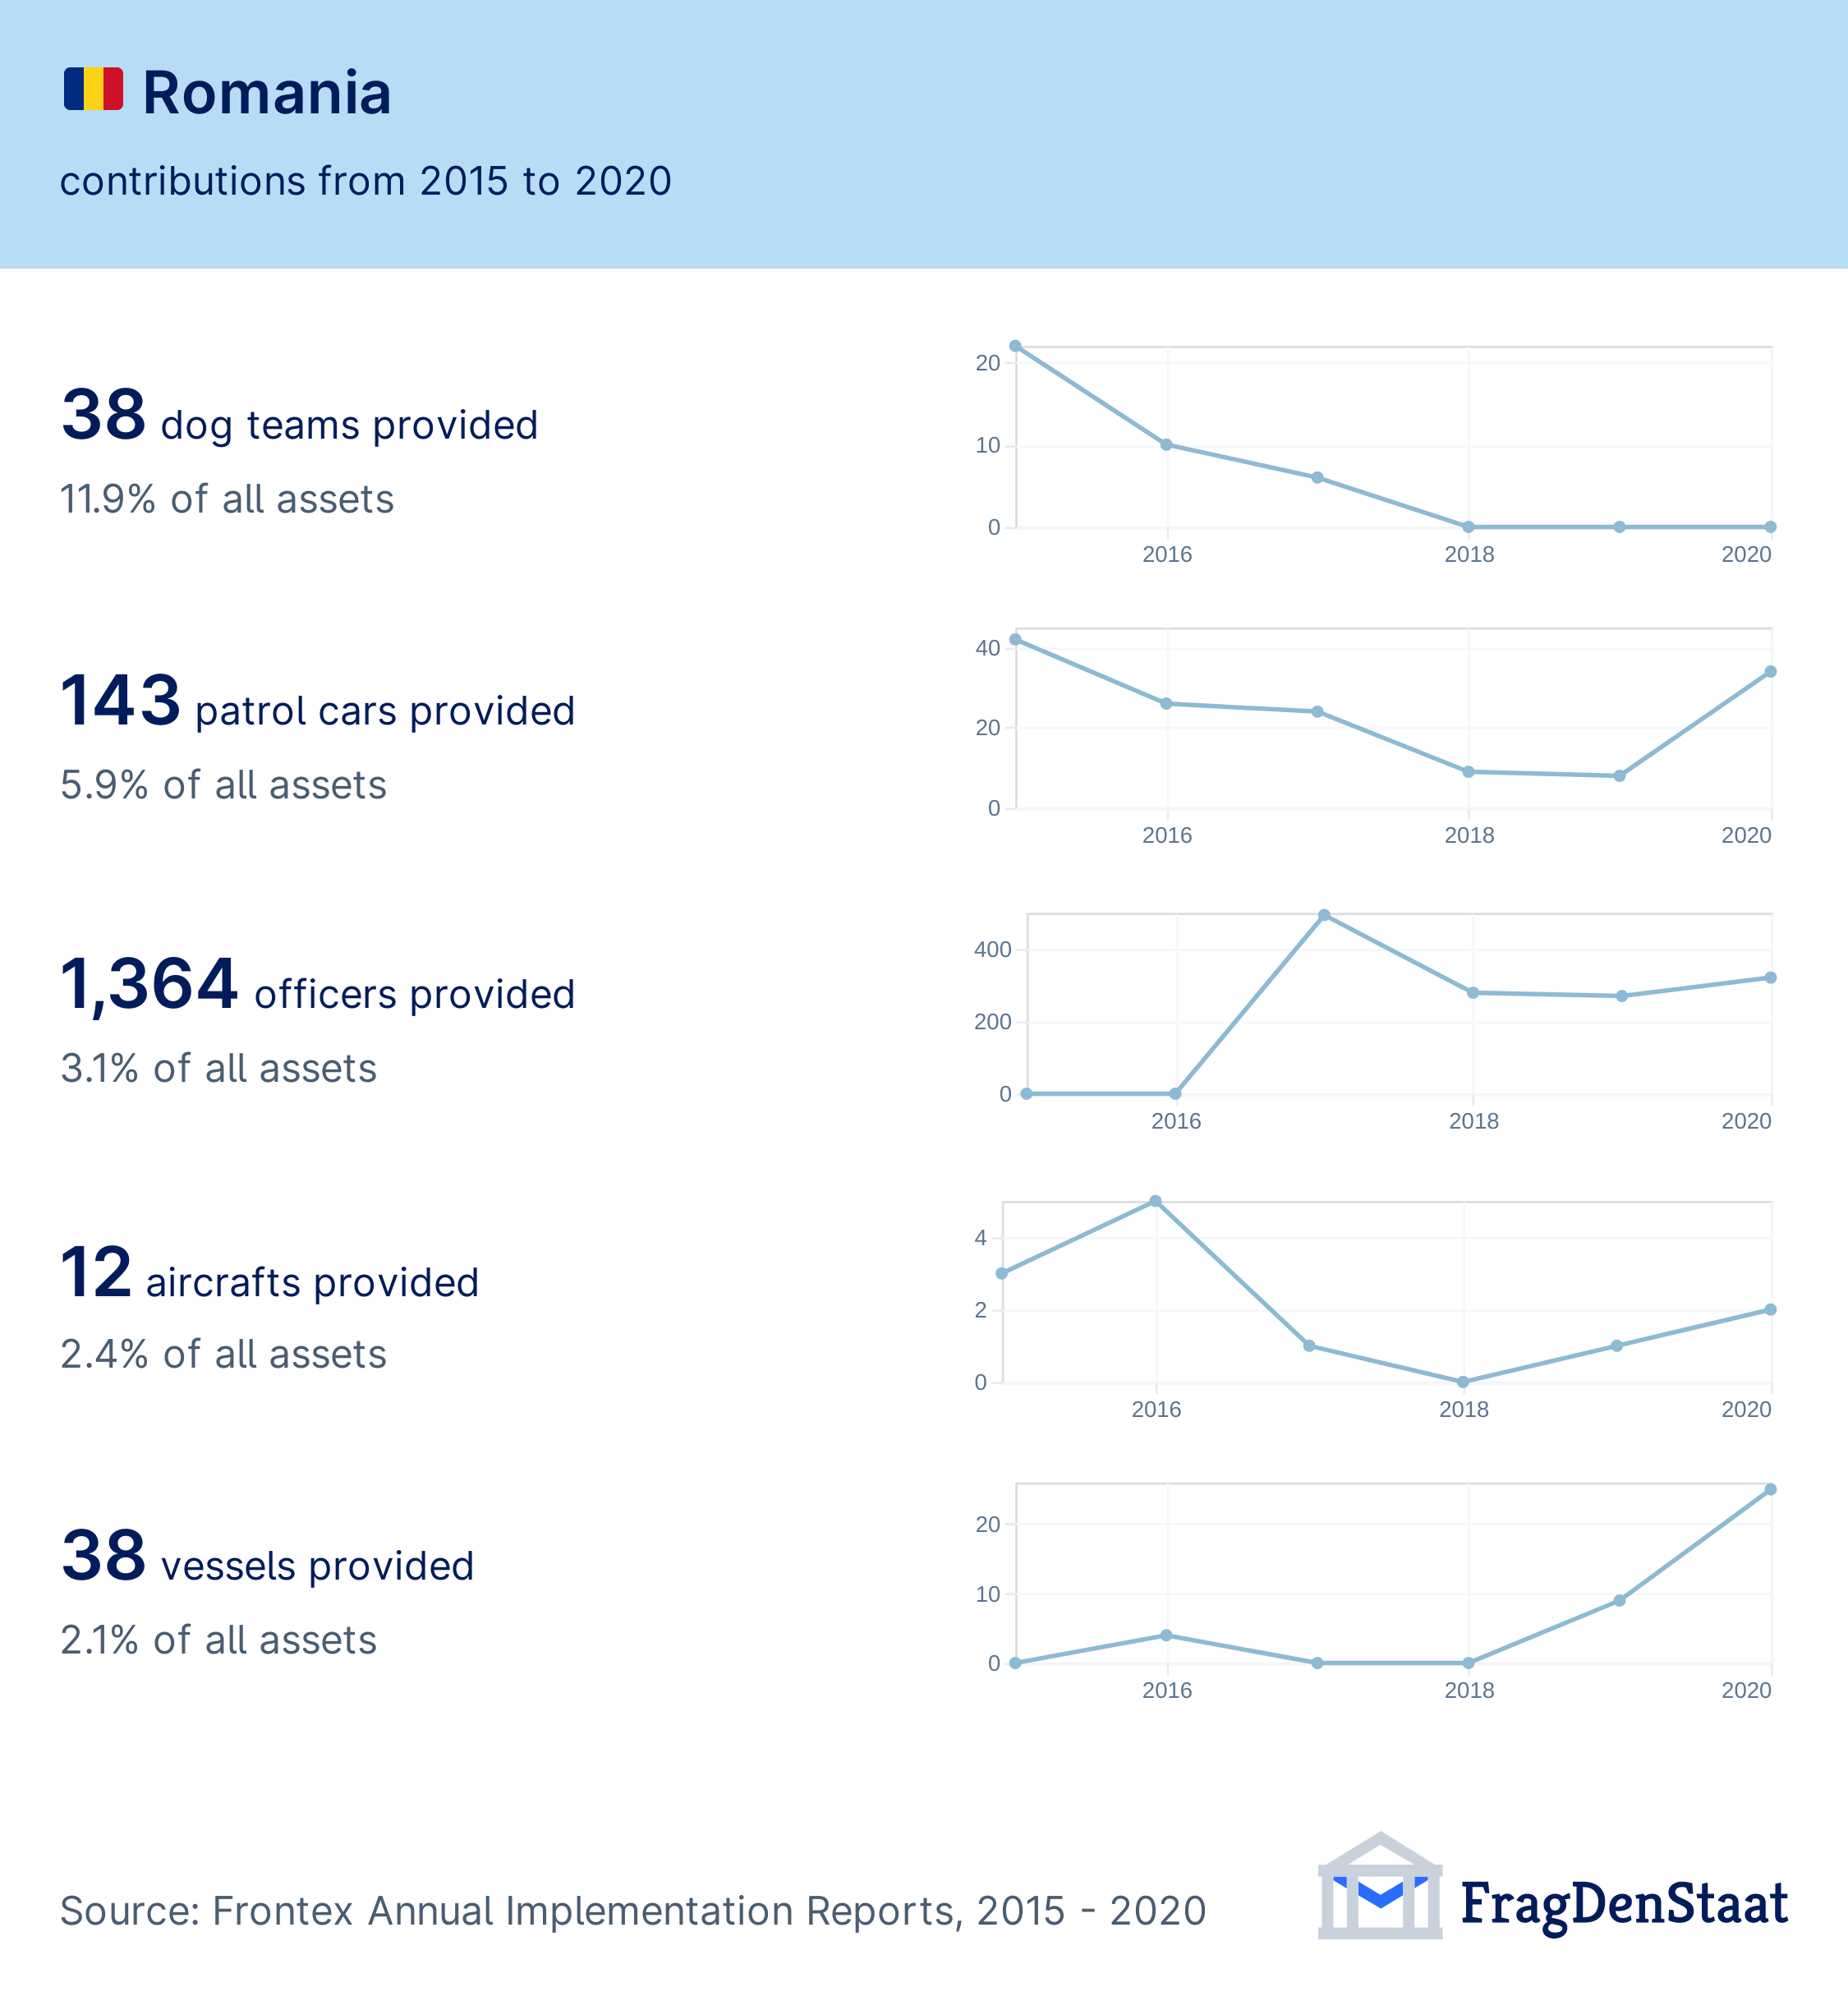 Romania
contributions from 2015 to 2020
38 dog teams provided
11.9% of all assets
20
10
0
2016 2018 2020
143 patrol cars provided
5.9% of all assets
40
20
0
2016 2018 2020
1,364 officers provided
3.1% of all assets
400
200
0
2016 2018 2020
12 aircrafts provided
2.4% of all assets
4
2
0
2016 2018 2020
38 vessels provided
2.1% of all assets
20
10
0
2016 2018 2020
Source: Frontex Annual Implementation Reports, 2015 - 2020
FragDenStaat